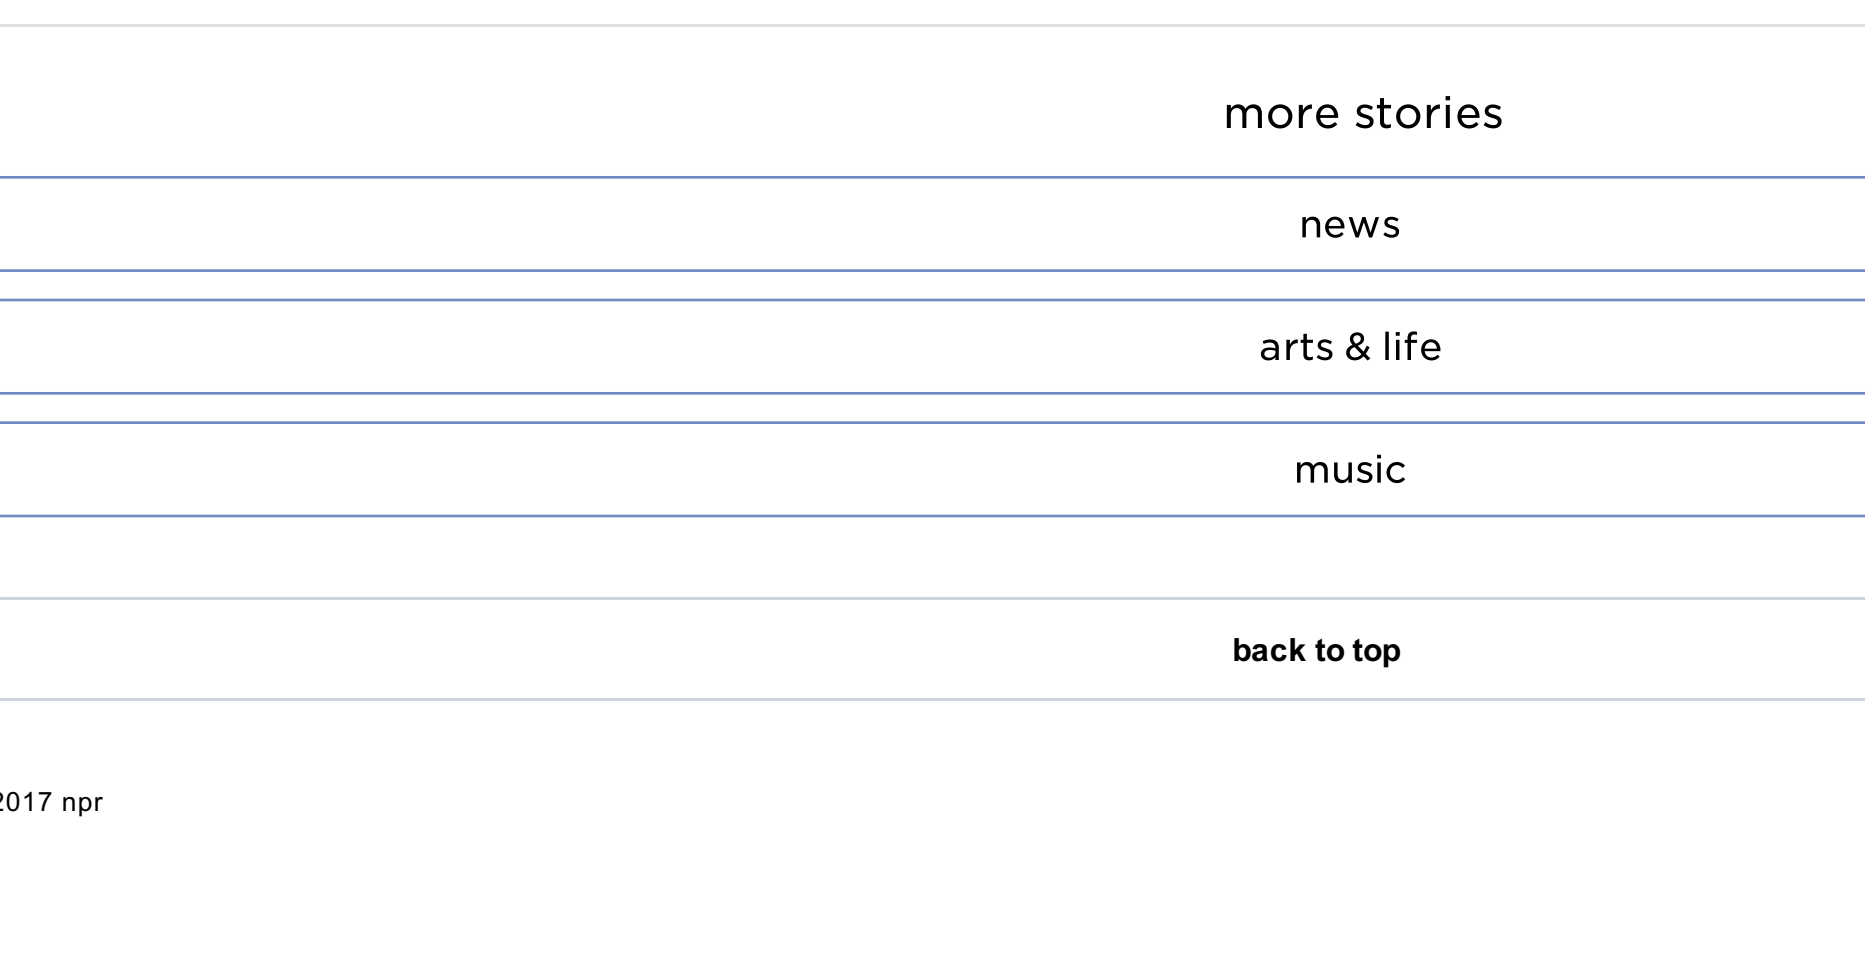 more stories
news
arts & life
music
back to top
2017 npr